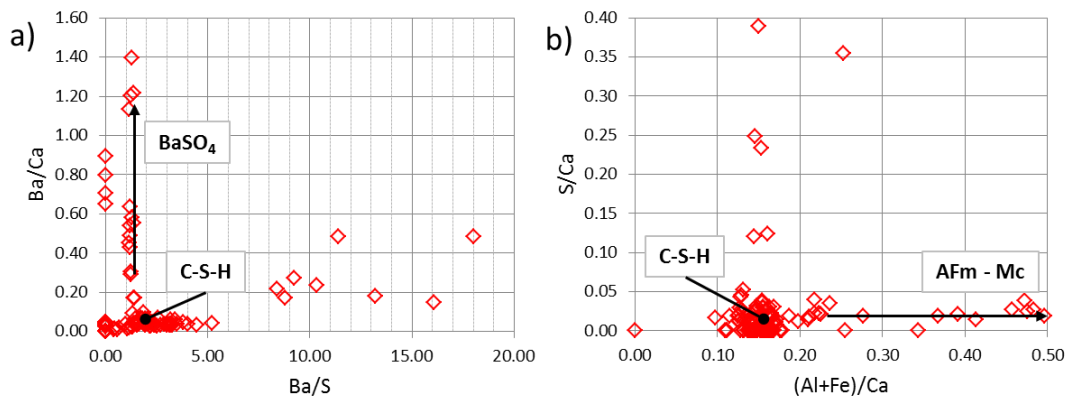 a)
1.60
1.40
1.20
1.00
0.80
0.60
0.40
0.20
0.00
Ba/Ca
BaSO4
C-S-H
0.00 5.00 10.00 15.00 20.00
Ba/S
b)
0.40
0.35
0.30
0.25
0.20
0.15
0.10
0.05
0.00
S/Ca
C-S-H
AFm - Mc
0.00 0.10 0.20 0.30 0.40 0.50
(Al+Fe)/Ca